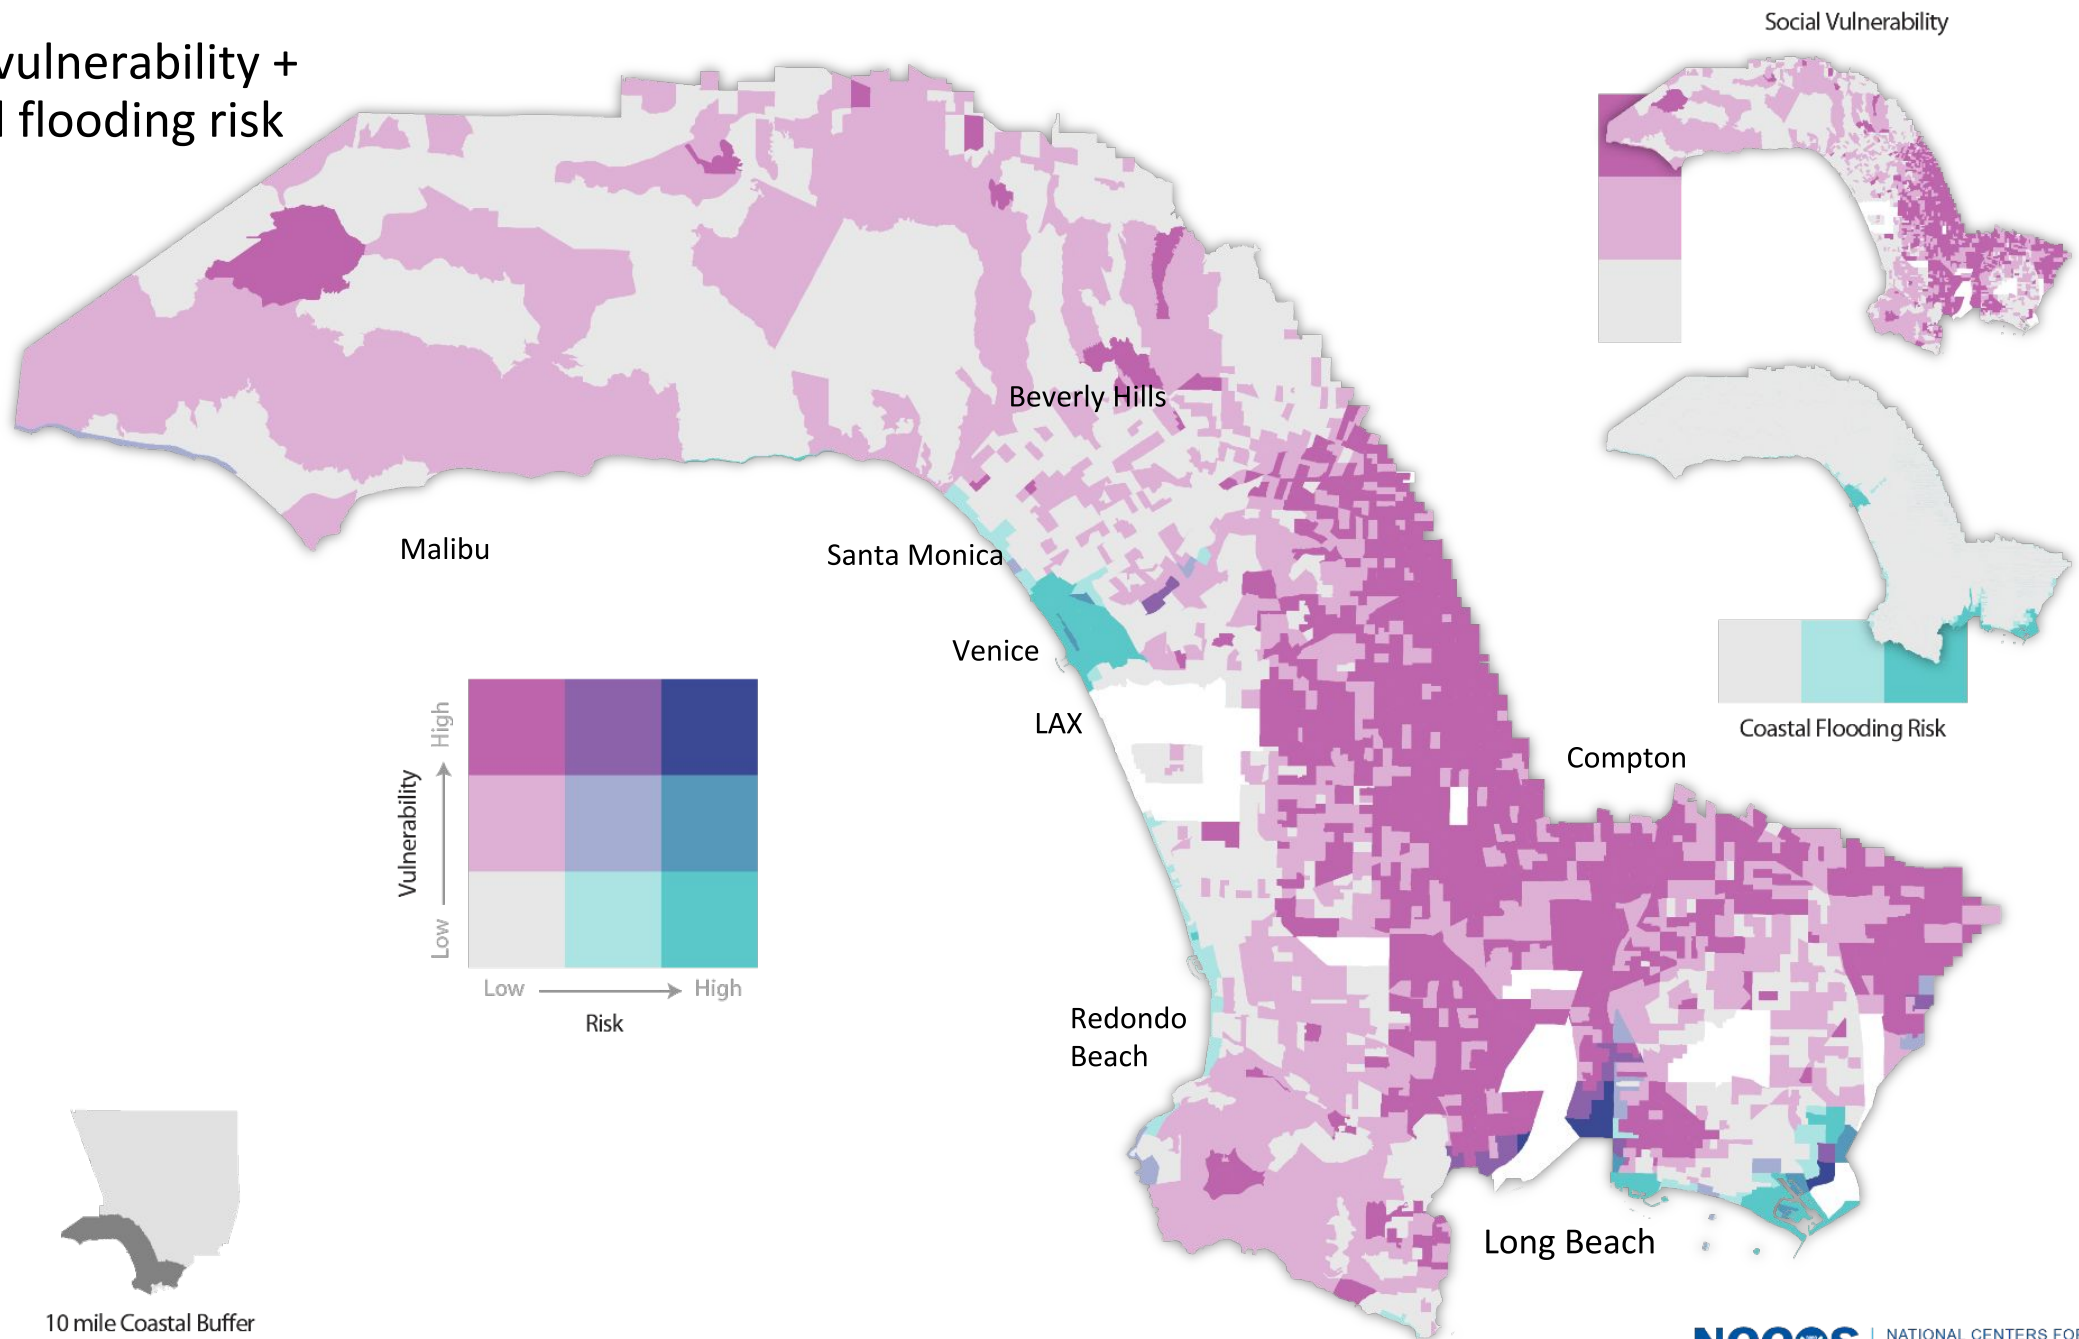 vulnerability +
flooding risk
Social Vulnerability
Beverly Hills
Malibu
Santa Monica
Venice
LAX
Coastal Flooding Risk
Compton
High
Vulnerability
Low
Low
High
Risk
Redondo
Beach
Long Beach
10 mile Coastal Buffer
NATIONAL CENTERS FOR